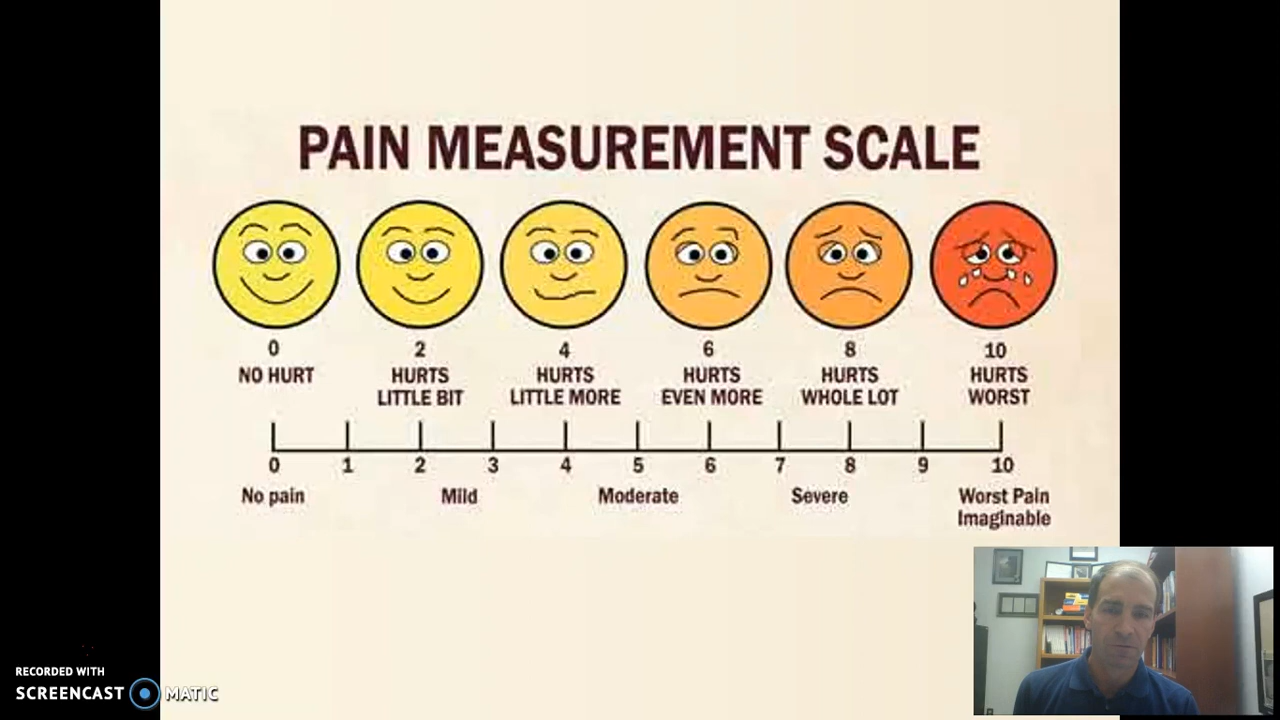 PAIN MEASUREMENT SCALE
0 2 4 6 8 10
NO HURT HURTS HURTS HURTS HURTS HURTS
LITTLE BIT LITTLE MORE EVEN MORE WHOLE LOT WORST
0 1 2 3 4 5 6 7 8 9 10
No pain Mild Moderate Severe Worst Pain
Imaginable
RECORDED WITH
SCREENCAST MATIC